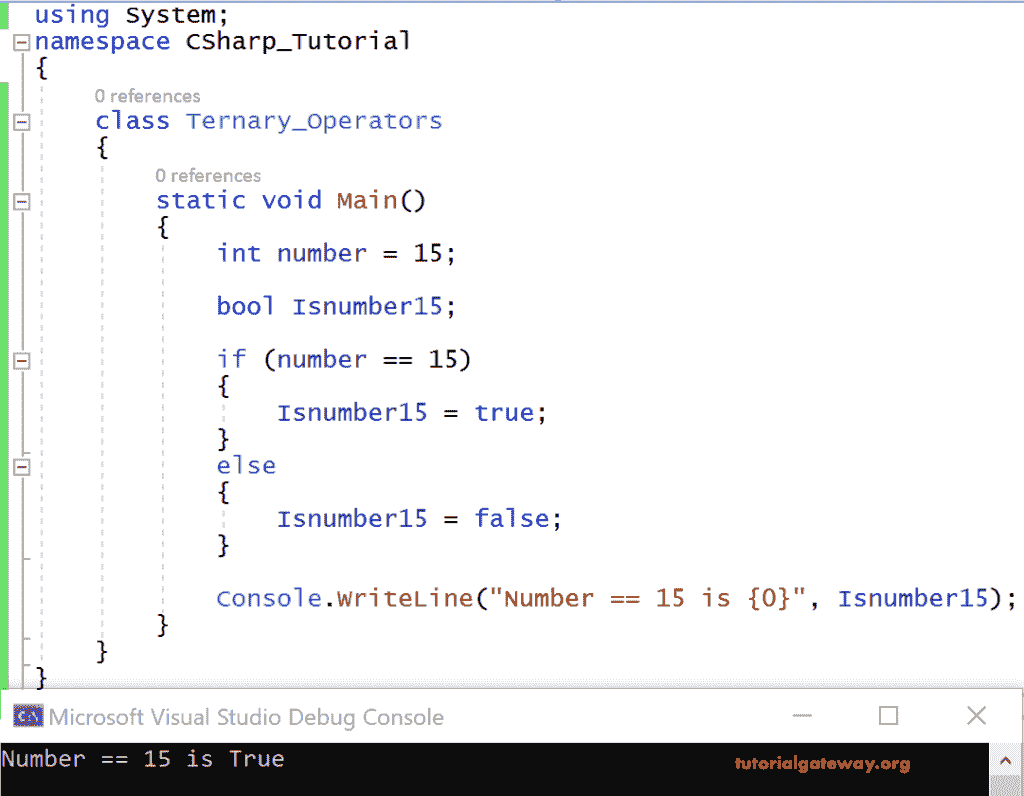 using System;
namespace CSharp_Tutorial
{
0 references
class Ternary_Operators
{
0 references
static void Main()
{
int number = 15;
bool Isnumber15;
if (number == 15)
{
Isnumber15 = true;
}
else
{
Isnumber15 = false;
}
Console.WriteLine("Number == 15 is {0}", Isnumber15);
}
}
}
C:\ Microsoft Visual Studio Debug Console
Number == 15 is True
tutorialgateway.org